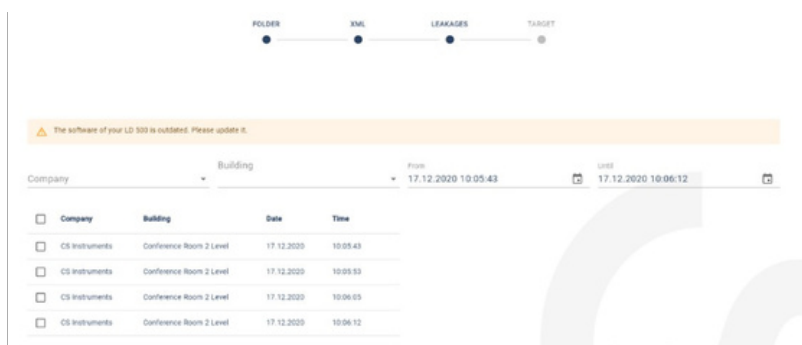 FOLDER XML LEAKAGES TARGET
The software of your LD 500 is outdated. Please update it.
Company Building From 17.12.2020 10:05:43 Until 17.12.2020 10:06:12
Company Building Date Time
CS Instruments Conference Room 2 Level 17.12.2020 10:05:43
CS Instruments Conference Room 2 Level 17.12.2020 10:05:53
CS Instruments Conference Room 2 Level 17.12.2020 10:06:05
CS Instruments Conference Room 2 Level 17.12.2020 10:06:12